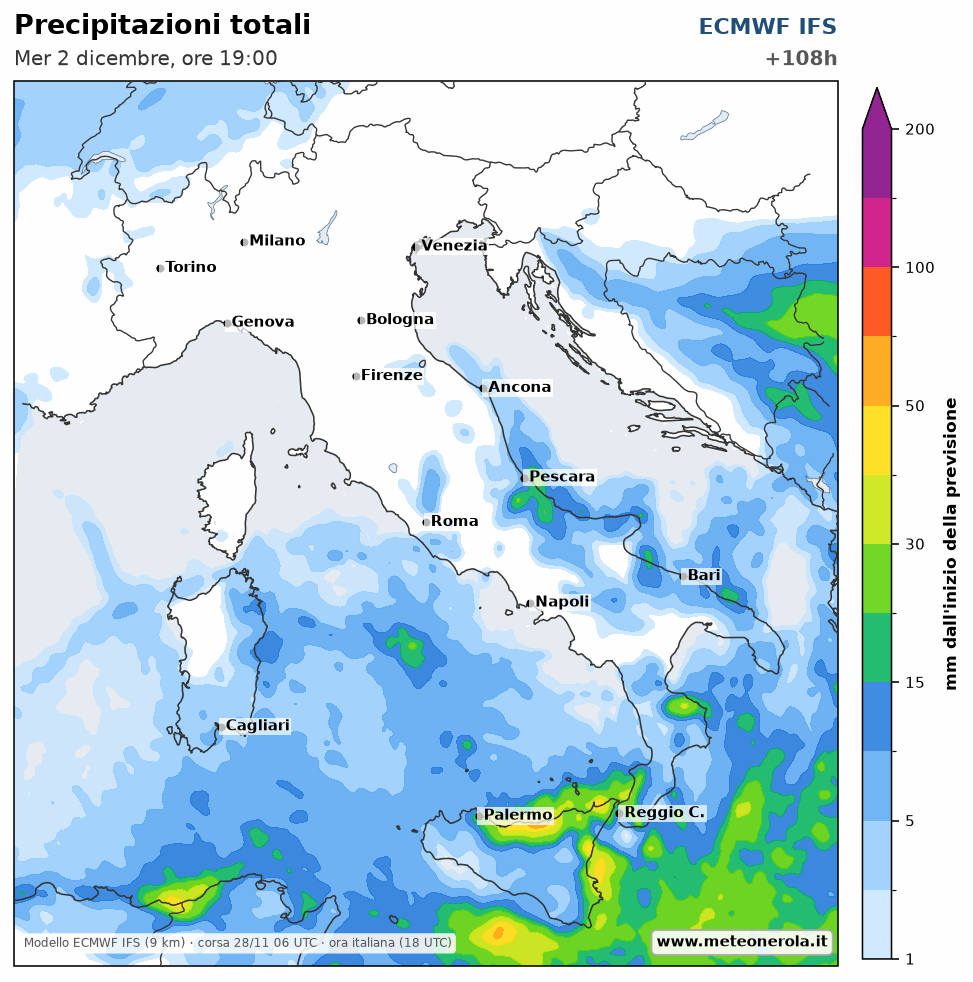 Precipitazioni totali
ECMWF IFS
Mer 2 dicembre, ore 19:00
+108h
200
100
50
30
15
5
1
mm dall'inizio della previsione
Milano
Venezia
Torino
Genova
Bologna
Firenze
Ancona
Pescara
Roma
Bari
Napoli
Cagliari
Palermo
Reggio C.
Modello ECMWF IFS (9 km) · corsa 28/11 06 UTC · ora italiana (18 UTC)
www.meteonerola.it